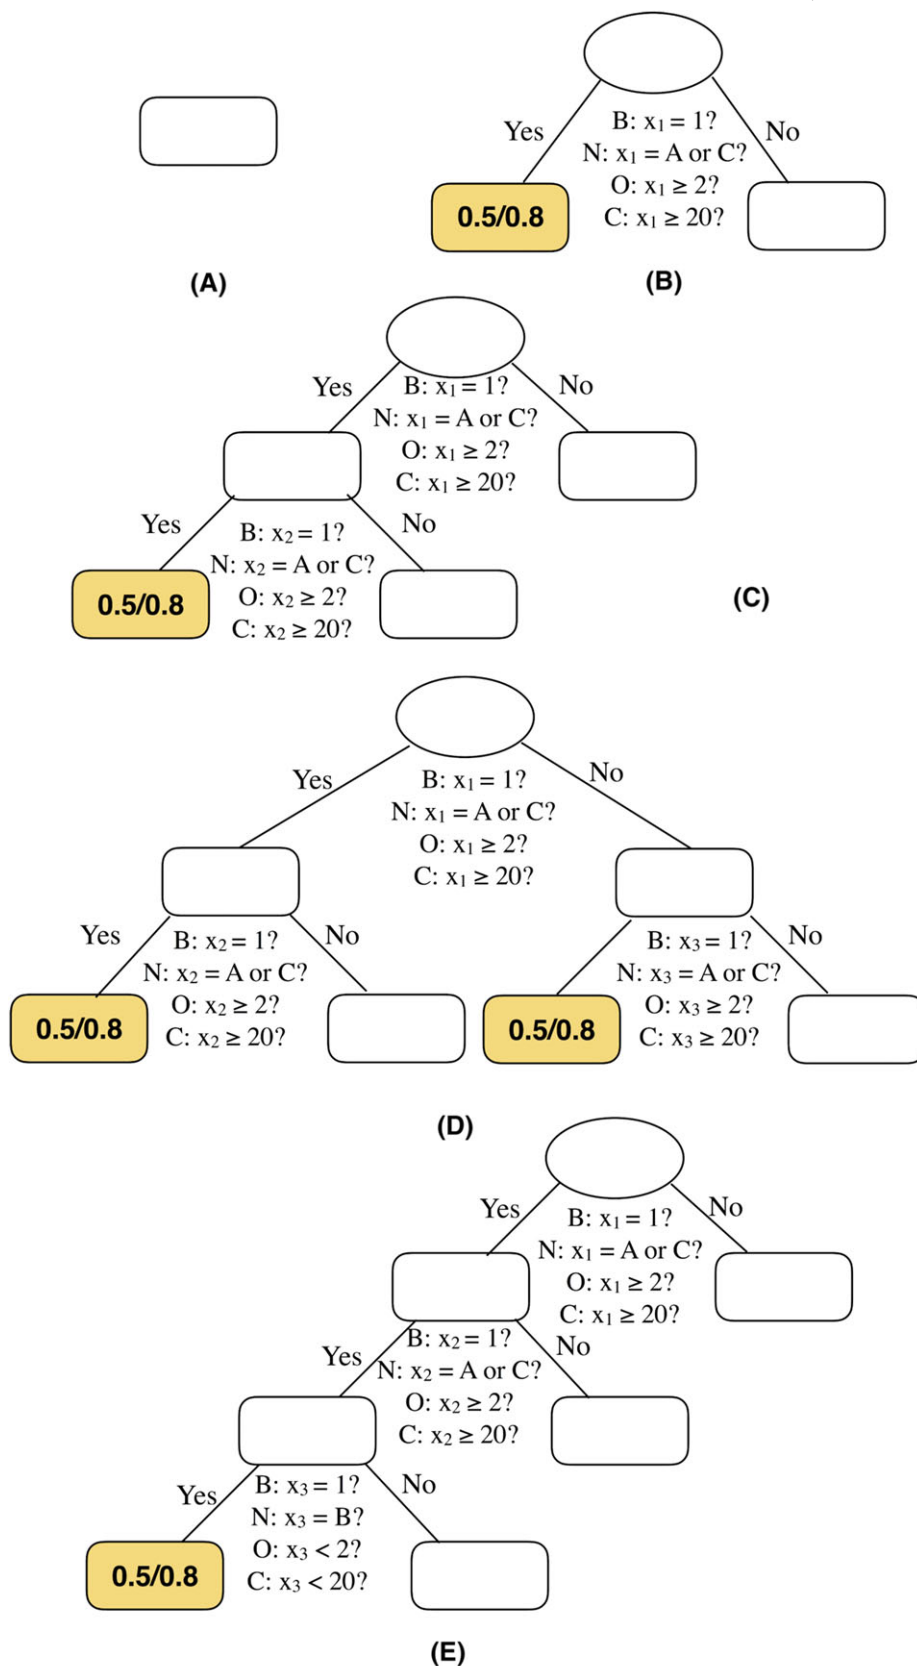 Yes
B: x₁ = 1?
No
N: x₁ = A or C?
O: x₁ ≥ 2?
0.5/0.8
C: x₁ ≥ 20?
(A)
(B)
Yes
B: x₁ = 1?
No
N: x₁ = A or C?
O: x₁ ≥ 2?
C: x₁ ≥ 20?
Yes
B: x₂ = 1?
No
N: x₂ = A or C?
0.5/0.8
O: x₂ ≥ 2?
C: x₂ ≥ 20?
(C)
Yes
B: x₁ = 1?
No
N: x₁ = A or C?
O: x₁ ≥ 2?
C: x₁ ≥ 20?
Yes
B: x₂ = 1?
No
N: x₂ = A or C?
0.5/0.8
O: x₂ ≥ 2?
C: x₂ ≥ 20?
B: x₃ = 1?
No
N: x₃ = A or C?
0.5/0.8
O: x₃ ≥ 2?
C: x₃ ≥ 20?
(D)
Yes
B: x₁ = 1?
No
N: x₁ = A or C?
O: x₁ ≥ 2?
C: x₁ ≥ 20?
Yes
B: x₂ = 1?
No
N: x₂ = A or C?
O: x₂ ≥ 2?
C: x₂ ≥ 20?
Yes
B: x₃ = 1?
No
N: x₃ = B?
O: x₃ < 2?
0.5/0.8
C: x₃ < 20?
(E)